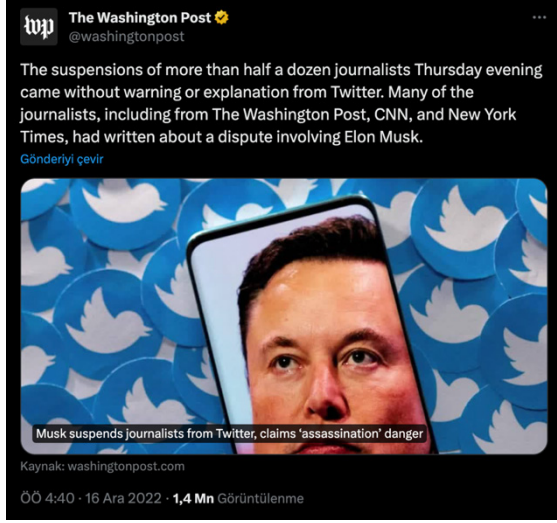 wp
The Washington Post
@washingtonpost
The suspensions of more than half a dozen journalists Thursday evening
came without warning or explanation from Twitter. Many of the
journalists, including from The Washington Post, CNN, and New York
Times, had written about a dispute involving Elon Musk.
Gönderiyi çevir
Musk suspends journalists from Twitter, claims ‘assassination’ danger
Kaynak: washingtonpost.com
ÖÖ 4:40 · 16 Ara 2022 · 1,4 Mn Görüntülenme